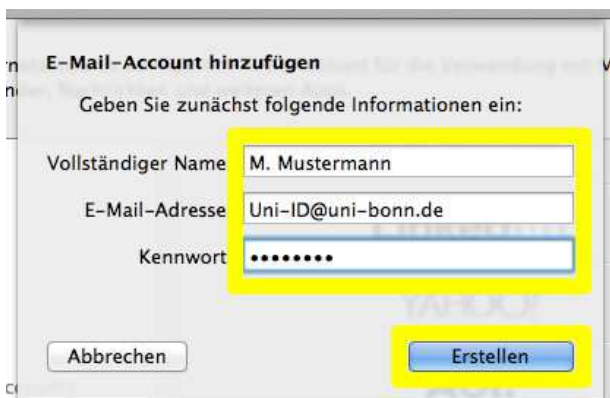 E-Mail-Account hinzufügen
Geben Sie zunächst folgende Informationen ein:
Vollständiger Name M. Mustermann
E-Mail-Adresse Uni-ID@uni-bonn.de
Kennwort ••••••••
YAHOO!
Abbrechen Erstellen